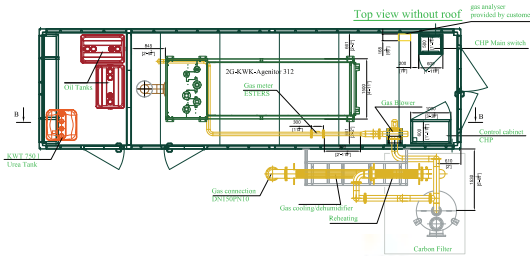 Top view without roof
gas analyser
provided by custome
CHP Main switch
Oil Tanks
2G-KWK-Agenitor 312
Gas meter
ESTERS
Gas Blower
B
B
KWT 750 l
Urea Tank
Control cabinet
CHP
Gas connection
DN150PN10
Gas cooling/dehumidifier
Reheating
Carbon Filter